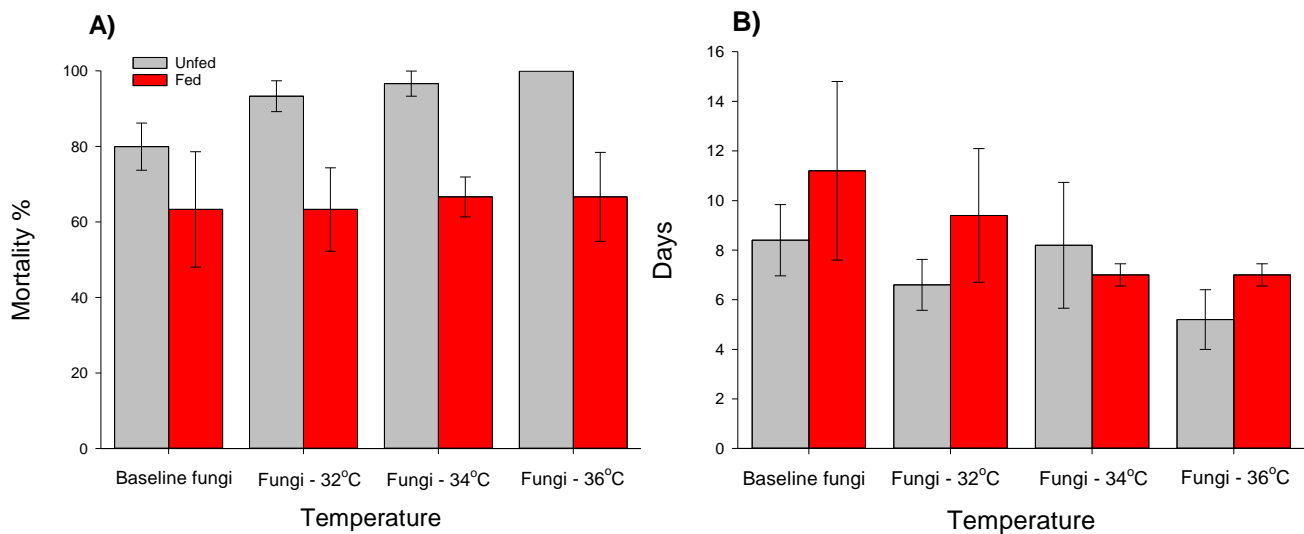 A)
Unfed
Fed
100
80
60
40
20
0
Mortality %
Baseline fungi
Fungi - 32°C
Fungi - 34°C
Fungi - 36°C
Temperature
B)
16
14
12
10
8
6
4
2
0
Days
Baseline fungi
Fungi - 32°C
Fungi - 34°C
Fungi - 36°C
Temperature